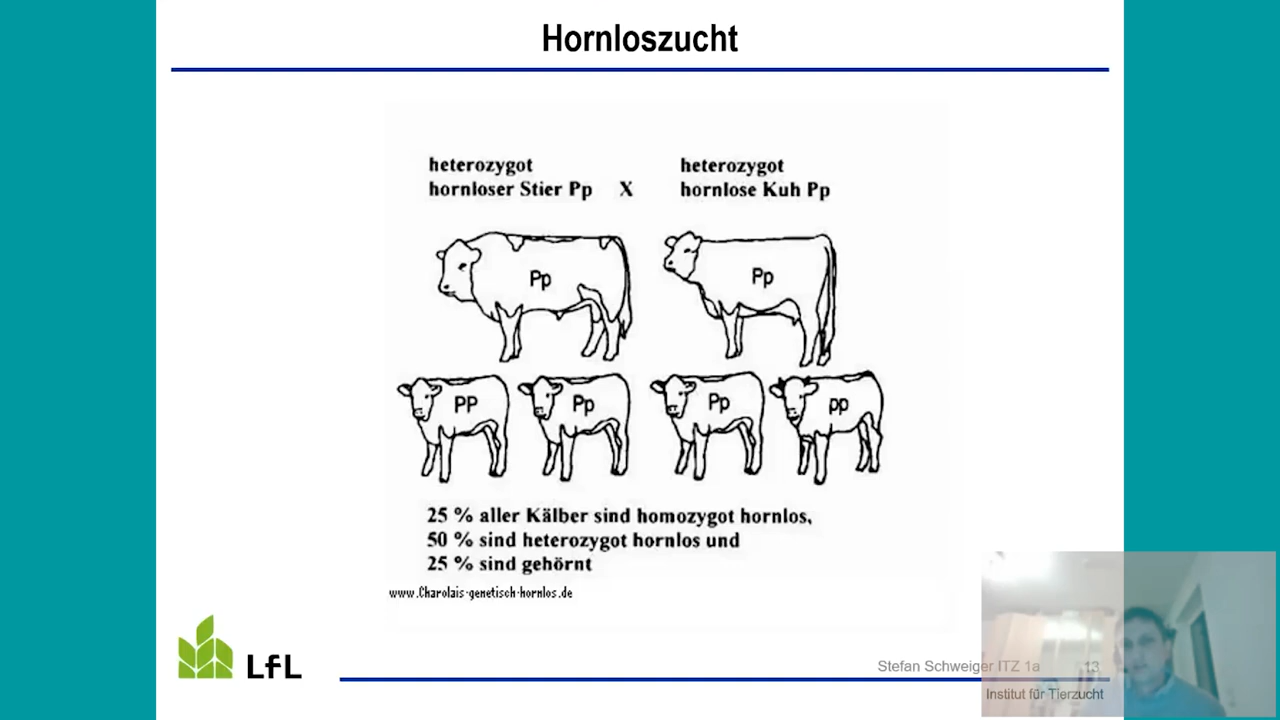 Hornloszucht
heterozygot
hornloser Stier Pp X
heterozygot
hornlose Kuh Pp
Pp
Pp
PP
Pp
Pp
pp
25 % aller Kälber sind homozygot hornlos,
50 % sind heterozygot hornlos und
25 % sind gehörnt
www.Charolais-genetisch-hornlos.de
LfL
Stefan Schweiger ITZ 1a 13
Institut für Tierzucht